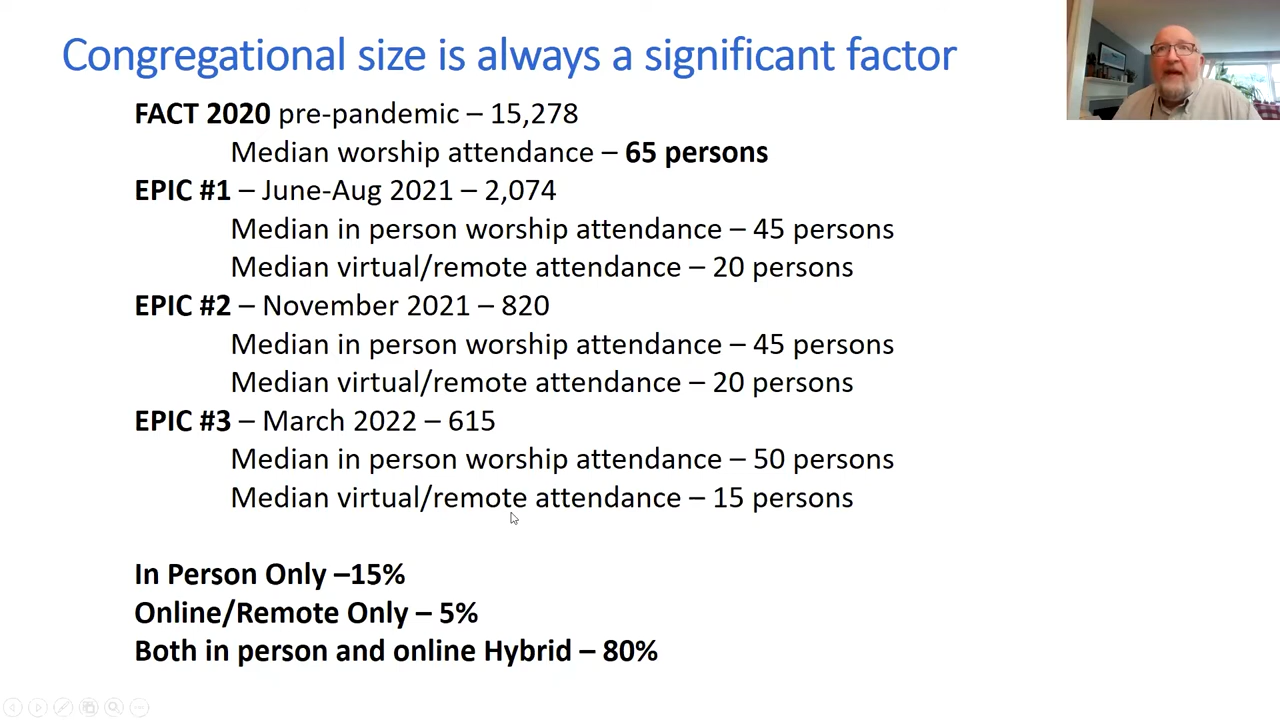 Congregational size is always a significant factor
FACT 2020 pre-pandemic – 15,278
Median worship attendance – 65 persons
EPIC #1 – June-Aug 2021 – 2,074
Median in person worship attendance – 45 persons
Median virtual/remote attendance – 20 persons
EPIC #2 – November 2021 – 820
Median in person worship attendance – 45 persons
Median virtual/remote attendance – 20 persons
EPIC #3 – March 2022 – 615
Median in person worship attendance – 50 persons
Median virtual/remote attendance – 15 persons
In Person Only –15%
Online/Remote Only – 5%
Both in person and online Hybrid – 80%